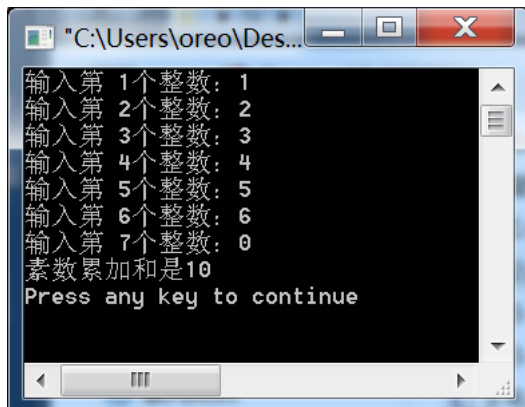 "C:\Users\oreo\Des...
输入第 1个整数：1
输入第 2个整数：2
输入第 3个整数：3
输入第 4个整数：4
输入第 5个整数：5
输入第 6个整数：6
输入第 7个整数：0
素数累加和是10
Press any key to continue